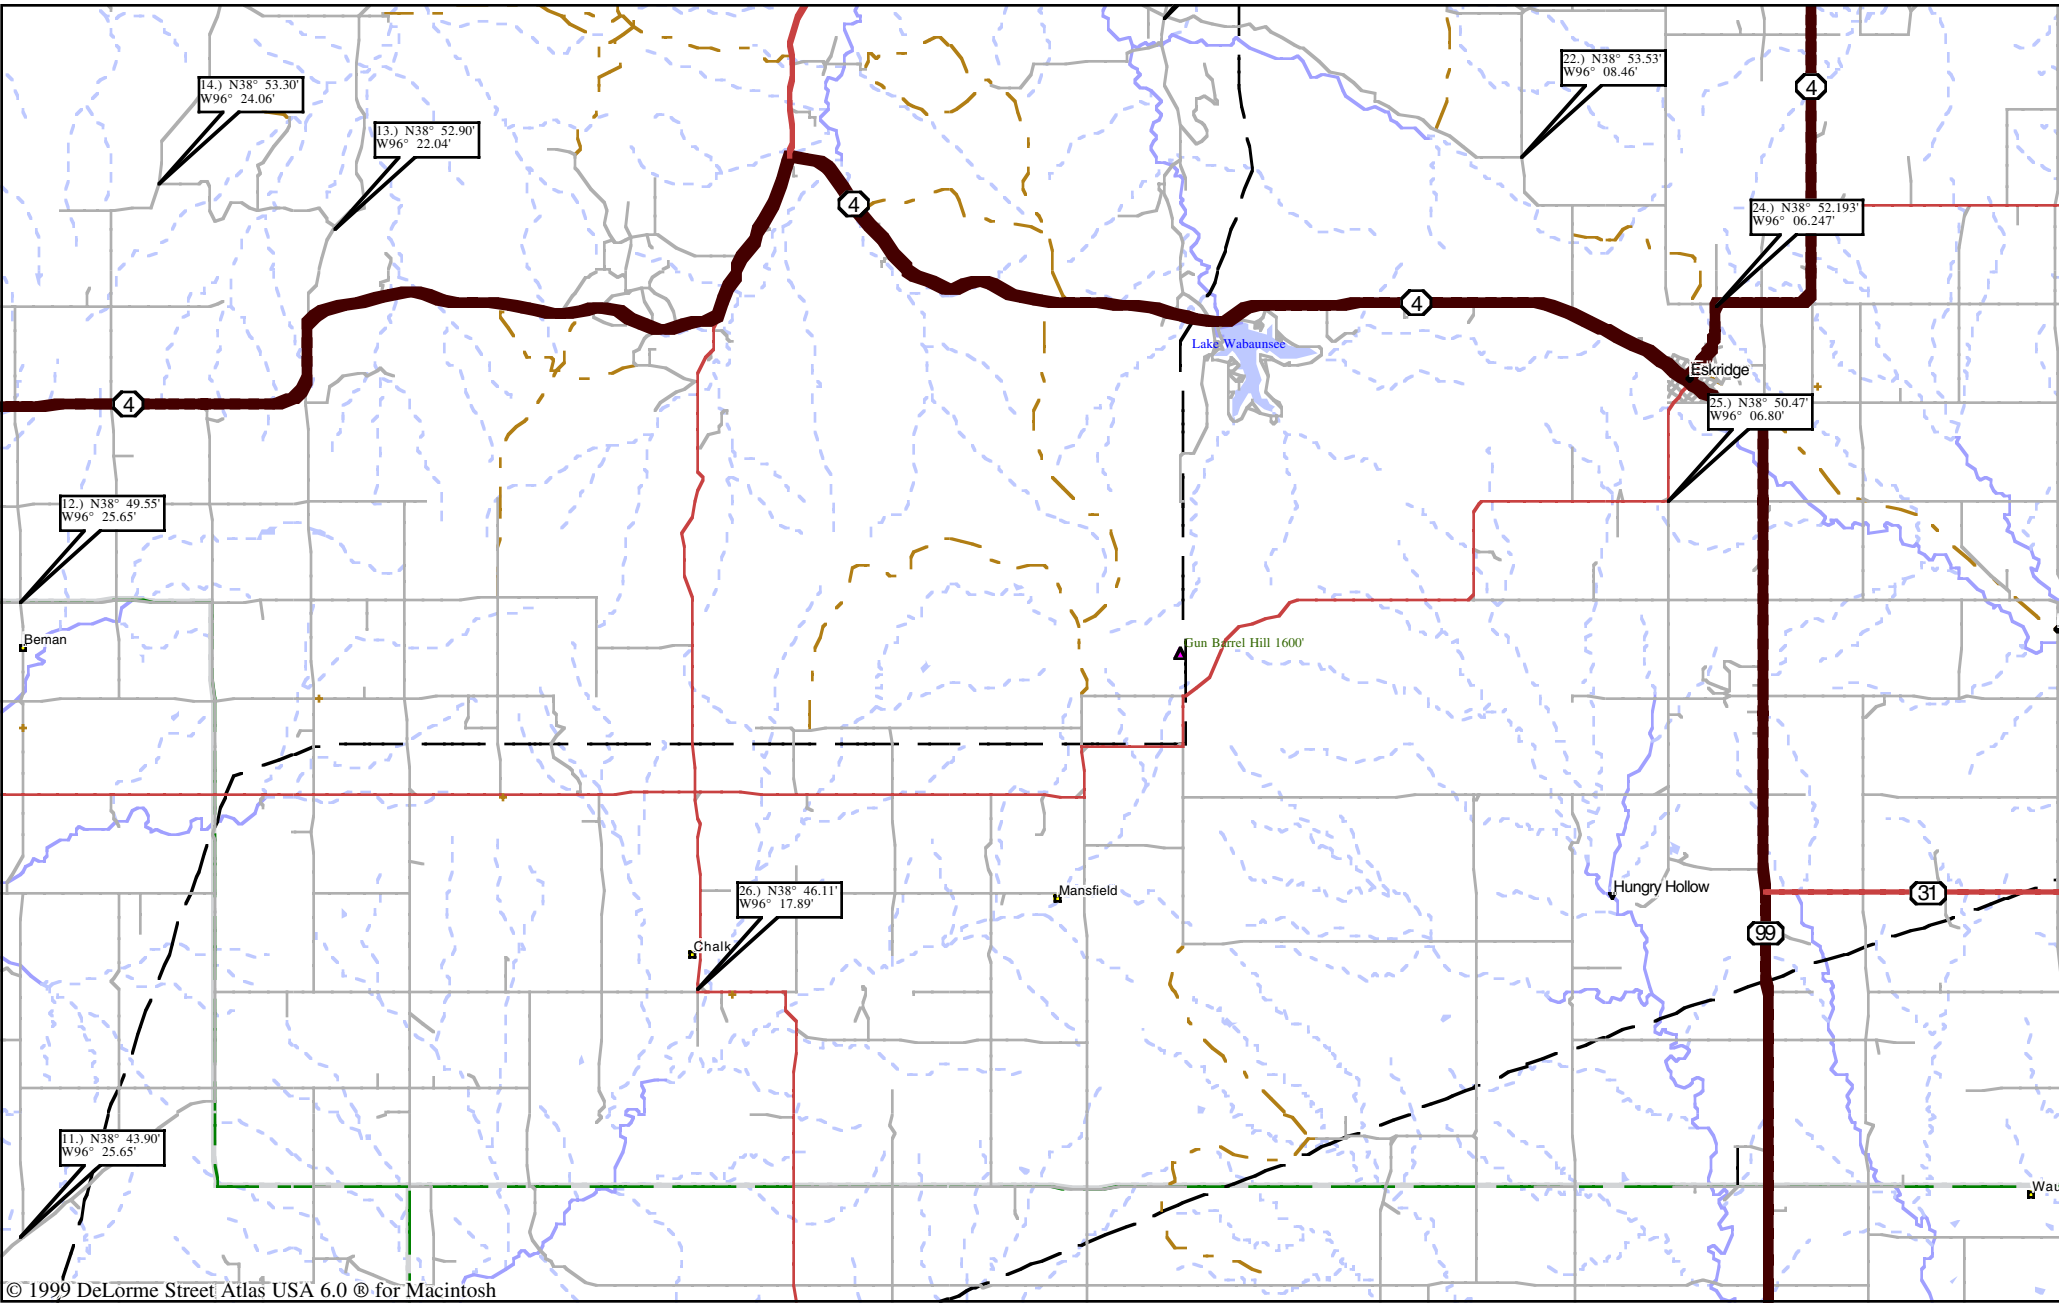 22.) N38° 53.53'
W96° 08.46'
14.) N38° 53.30'
W96° 24.06'
4
13.) N38° 52.90'
W96° 22.04'
4
24.) N38° 52.193'
W96° 06.247'
4
Lake Wabaunsee
Eskridge
4
25.) N38° 50.47'
W96° 06.80'
12.) N38° 49.55'
W96° 25.65'
Beman
Gun Barrel Hill 1600'
26.) N38° 46.11'
W96° 17.89'
Mansfield
Hungry Hollow
31
99
Chalk
11.) N38° 43.90'
W96° 25.65'
Wau
© 1999 DeLorme Street Atlas USA 6.0 ® for Macintosh